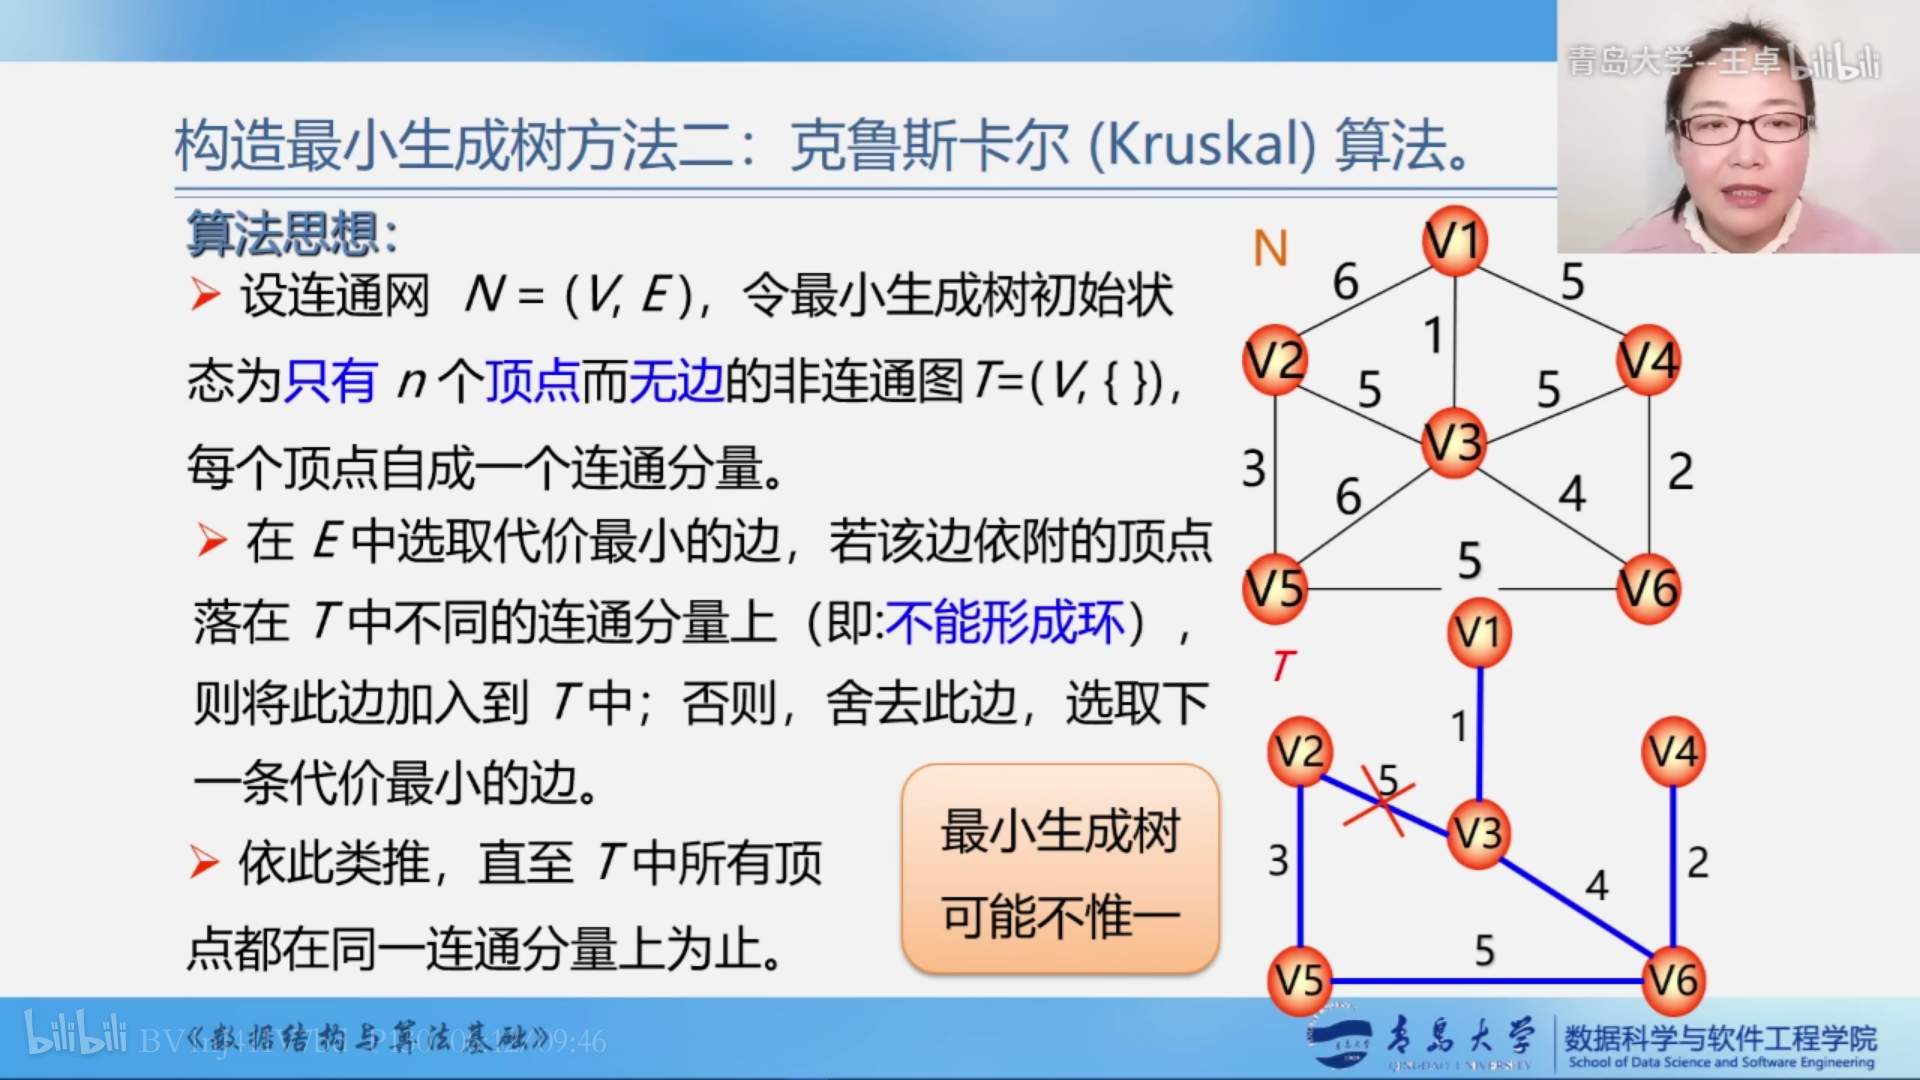 青岛大学--王卓 bilibili
构造最小生成树方法二：克鲁斯卡尔 (Kruskal) 算法。
算法思想：
设连通网 N = (V, E )，令最小生成树初始状
态为只有 n 个顶点而无边的非连通图T=(V, { })，
每个顶点自成一个连通分量。
在 E 中选取代价最小的边，若该边依附的顶点
落在 T 中不同的连通分量上（即:不能形成环），
则将此边加入到 T 中；否则，舍去此边，选取下
一条代价最小的边。
依此类推，直至 T 中所有顶
点都在同一连通分量上为止。
最小生成树
可能不惟一
N
V1
6
5
1
V2
V4
5
5
V3
3
2
6
4
5
V5
V6
T
V1
1
V2
V4
5
V3
3
2
4
5
V5
V6
bilibili
《数据结构与算法基础》
09:46
青岛大学
QINGDAO UNIVERSITY
数据科学与软件工程学院
School of Data Science and Software Engineering